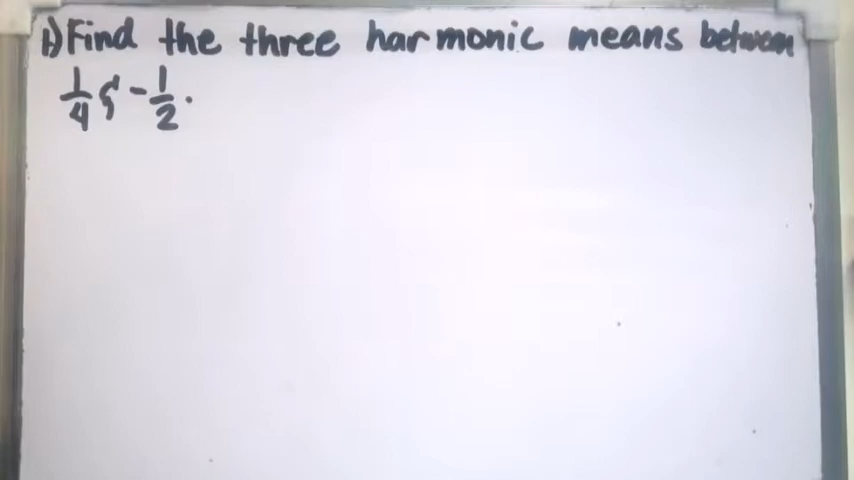 1.) Find the three harmonic means between
1/4 & -1/2.